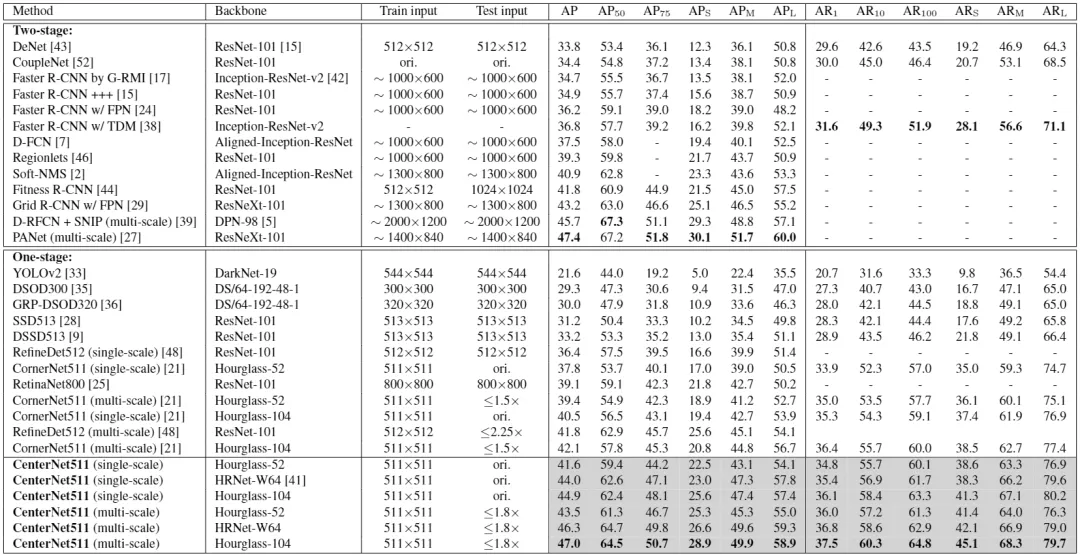 Method Backbone Train input Test input AP AP50 AP75 APS APM APL AR1 AR10 AR100 ARS ARM ARL
Two-stage:
DeNet [43] ResNet-101 [15] 512×512 512×512 33.8 53.4 36.1 12.3 36.1 50.8 29.6 42.6 43.5 19.2 46.9 64.3
CoupleNet [52] ResNet-101 ori. ori. 34.4 54.8 37.2 13.4 38.1 50.8 30.0 45.0 46.4 20.7 53.1 68.5
Faster R-CNN by G-RMI [17] Inception-ResNet-v2 [42] ∼ 1000×600 ∼ 1000×600 34.7 55.5 36.7 13.5 38.1 52.0 - - - - - -
Faster R-CNN +++ [15] ResNet-101 ∼ 1000×600 ∼ 1000×600 34.9 55.7 37.4 15.6 38.7 50.9 - - - - - -
Faster R-CNN w/ FPN [24] ResNet-101 ∼ 1000×600 ∼ 1000×600 36.2 59.1 39.0 18.2 39.0 48.2 - - - - - -
Faster R-CNN w/ TDM [38] Inception-ResNet-v2 - - 36.8 57.7 39.2 16.2 39.8 52.1 31.6 49.3 51.9 28.1 56.6 71.1
D-FCN [7] Aligned-Inception-ResNet ∼ 1000×600 ∼ 1000×600 37.5 58.0 - 19.4 40.1 52.5 - - - - - -
Regionlets [46] ResNet-101 ∼ 1000×600 ∼ 1000×600 39.3 59.8 - 21.7 43.7 50.9 - - - - - -
Soft-NMS [2] Aligned-Inception-ResNet ∼ 1300×800 ∼ 1300×800 40.9 62.8 - 23.3 43.6 53.3 - - - - - -
Fitness R-CNN [44] ResNet-101 512×512 1024×1024 41.8 60.9 44.9 21.5 45.0 57.5 - - - - - -
Grid R-CNN w/ FPN [29] ResNeXt-101 ∼ 1300×800 ∼ 1300×800 43.2 63.0 46.6 25.1 46.5 55.2 - - - - - -
D-RFCN + SNIP (multi-scale) [39] DPN-98 [5] ∼ 2000×1200 ∼ 2000×1200 45.7 67.3 51.1 29.3 48.8 57.1 - - - - - -
PANet (multi-scale) [27] ResNeXt-101 ∼ 1400×840 ∼ 1400×840 47.4 67.2 51.8 30.1 51.7 60.0 - - - - - -
One-stage:
YOLOv2 [33] DarkNet-19 544×544 544×544 21.6 44.0 19.2 5.0 22.4 35.5 20.7 31.6 33.3 9.8 36.5 54.4
DSOD300 [35] DS/64-192-48-1 300×300 300×300 29.3 47.3 30.6 9.4 31.5 47.0 27.3 40.7 43.0 16.7 47.1 65.0
GRP-DSOD320 [36] DS/64-192-48-1 320×320 320×320 30.0 47.9 31.8 10.9 33.6 46.3 28.0 42.1 44.5 18.8 49.1 65.0
SSD513 [28] ResNet-101 513×513 513×513 31.2 50.4 33.3 10.2 34.5 49.8 28.3 42.1 44.4 17.6 49.2 65.8
DSSD513 [9] ResNet-101 513×513 513×513 33.2 53.3 35.2 13.0 35.4 51.1 28.9 43.5 46.2 21.8 49.1 66.4
RefineDet512 (single-scale) [48] ResNet-101 512×512 512×512 36.4 57.5 39.5 16.6 39.9 51.4 - - - - - -
CornerNet511 (single-scale) [21] Hourglass-52 511×511 ori. 37.8 53.7 40.1 17.0 39.0 50.5 33.9 52.3 57.0 35.0 59.3 74.7
RetinaNet800 [25] ResNet-101 800×800 800×800 39.1 59.1 42.3 21.8 42.7 50.2 - - - - - -
CornerNet511 (multi-scale) [21] Hourglass-52 511×511 ≤1.5× 39.4 54.9 42.3 18.9 41.2 52.7 35.0 53.5 57.7 36.1 60.1 75.1
CornerNet511 (single-scale) [21] Hourglass-104 511×511 ori. 40.5 56.5 43.1 19.4 42.7 53.9 35.3 54.3 59.1 37.4 61.9 76.9
RefineDet512 (multi-scale) [48] ResNet-101 512×512 ≤2.25× 41.8 62.9 45.7 25.6 45.1 54.1
CornerNet511 (multi-scale) [21] Hourglass-104 511×511 ≤1.5× 42.1 57.8 45.3 20.8 44.8 56.7 36.4 55.7 60.0 38.5 62.7 77.4
CenterNet511 (single-scale) Hourglass-52 511×511 ori. 41.6 59.4 44.2 22.5 43.1 54.1 34.8 55.7 60.1 38.6 63.3 76.9
CenterNet511 (single-scale) HRNet-W64 [41] 511×511 ori. 44.0 62.6 47.1 23.0 47.3 57.8 35.4 56.9 61.7 38.3 66.2 79.6
CenterNet511 (single-scale) Hourglass-104 511×511 ori. 44.9 62.4 48.1 25.6 47.4 57.4 36.1 58.4 63.3 41.3 67.1 80.2
CenterNet511 (multi-scale) Hourglass-52 511×511 ≤1.8× 43.5 61.3 46.7 25.3 45.3 55.0 36.0 57.2 61.3 41.4 64.0 76.3
CenterNet511 (multi-scale) HRNet-W64 511×511 ≤1.8× 46.3 64.7 49.8 26.6 49.6 59.3 36.8 58.6 62.9 42.1 66.9 79.0
CenterNet511 (multi-scale) Hourglass-104 511×511 ≤1.8× 47.0 64.5 50.7 28.9 49.9 58.9 37.5 60.3 64.8 45.1 68.3 79.7